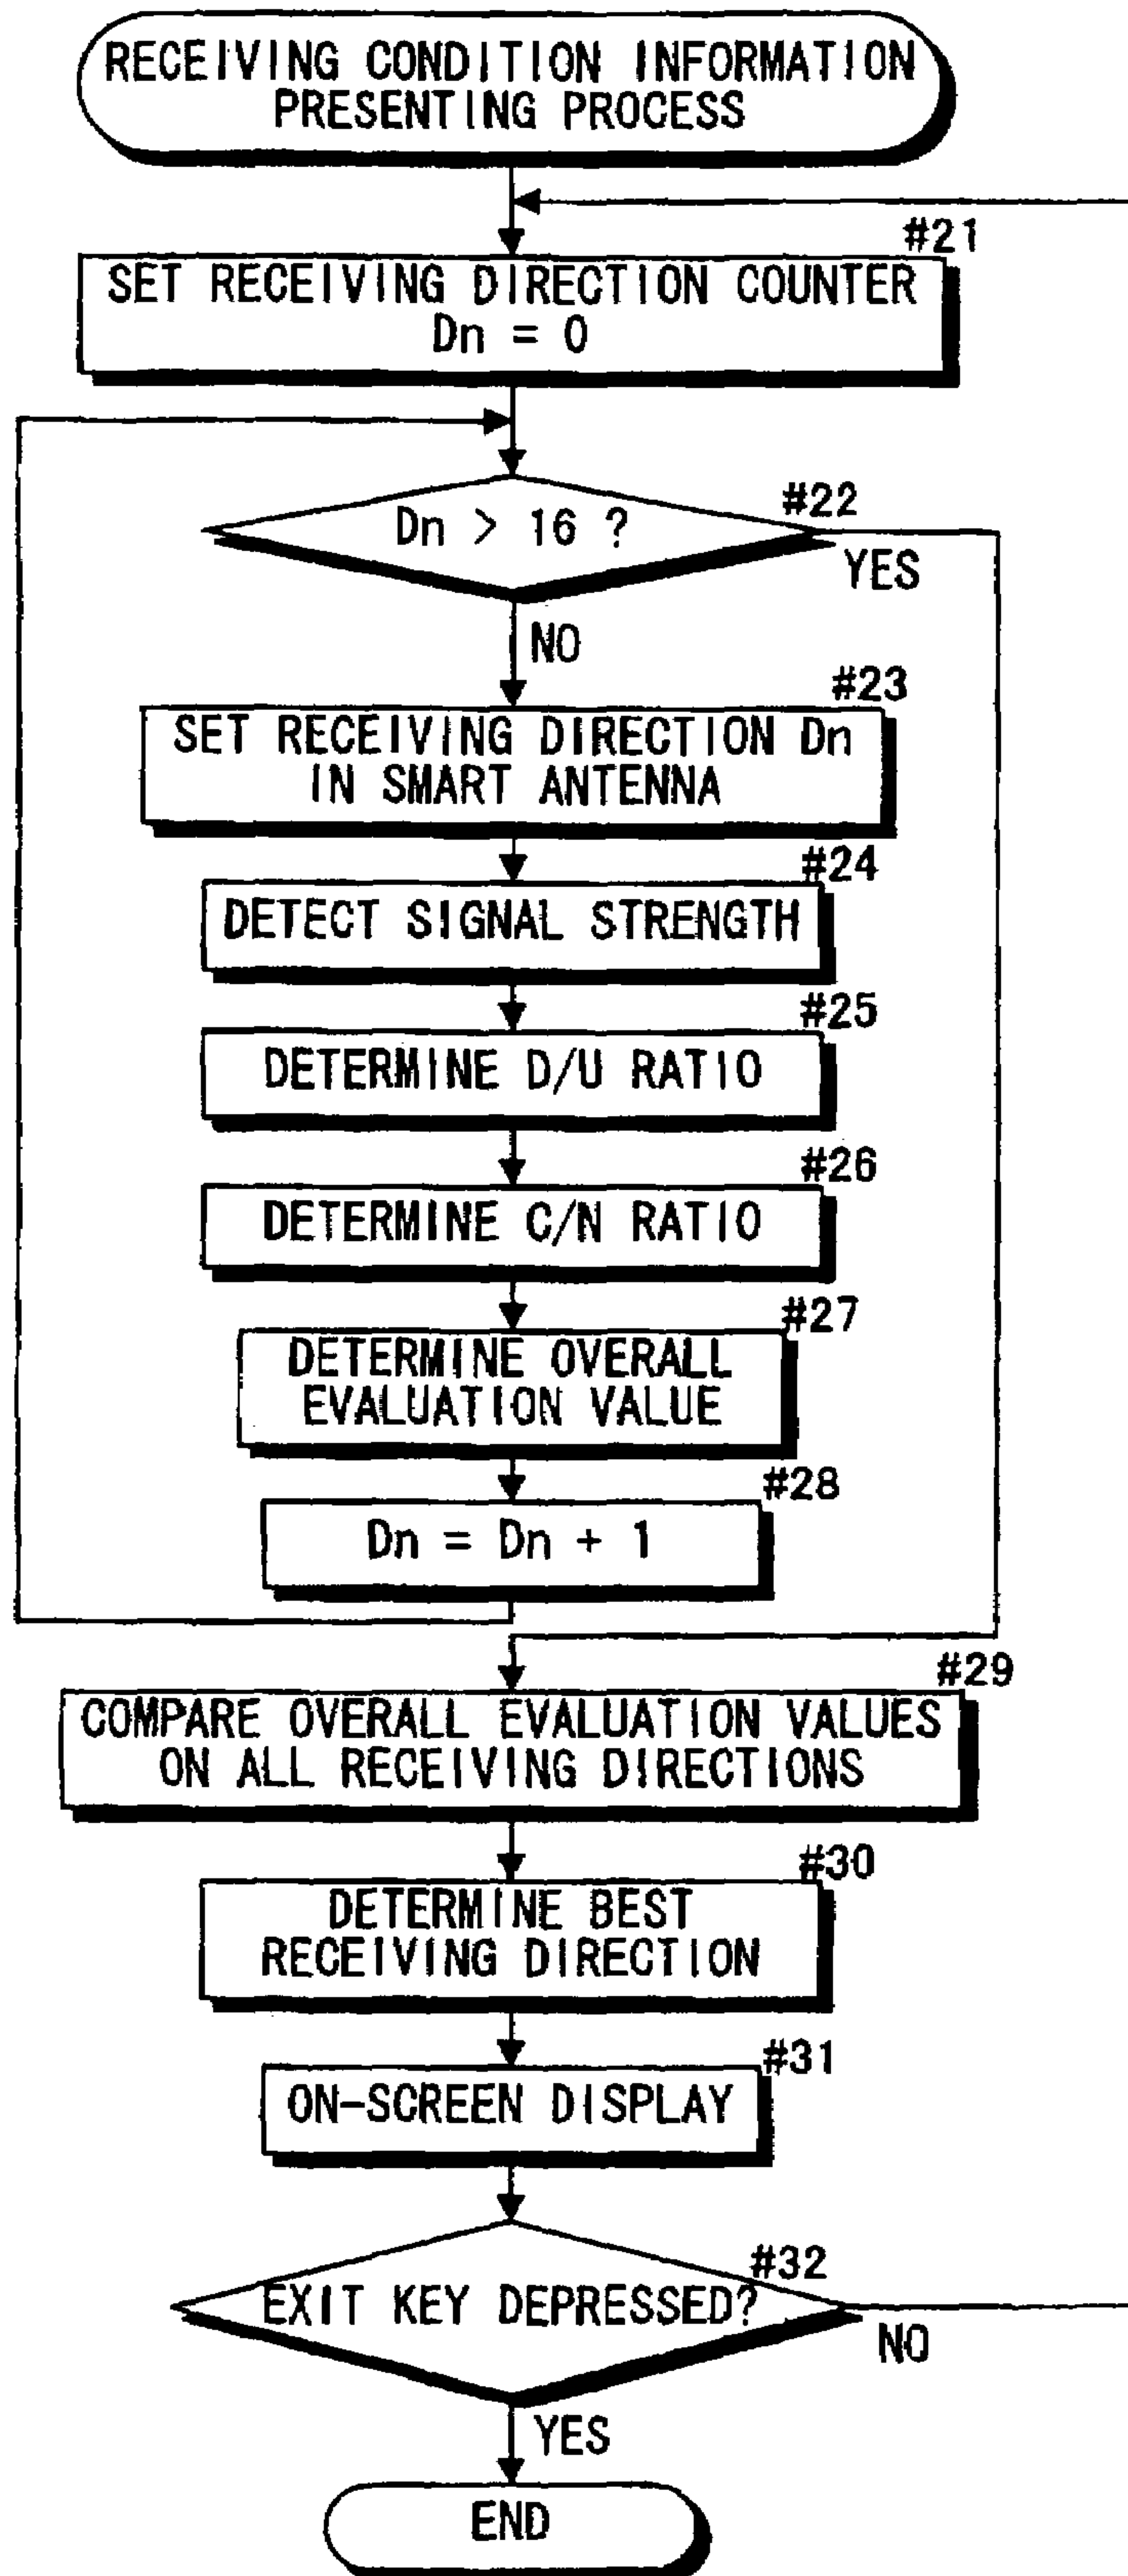 RECEIVING CONDITION INFORMATION
PRESENTING PROCESS
#21
SET RECEIVING DIRECTION COUNTER
Dn = 0
#22
Dn > 16 ?
YES
NO
#23
SET RECEIVING DIRECTION Dn
IN SMART ANTENNA
#24
DETECT SIGNAL STRENGTH
#25
DETERMINE D/U RATIO
#26
DETERMINE C/N RATIO
#27
DETERMINE OVERALL
EVALUATION VALUE
#28
Dn = Dn + 1
#29
COMPARE OVERALL EVALUATION VALUES
ON ALL RECEIVING DIRECTIONS
#30
DETERMINE BEST
RECEIVING DIRECTION
#31
ON-SCREEN DISPLAY
#32
EXIT KEY DEPRESSED?
NO
YES
END